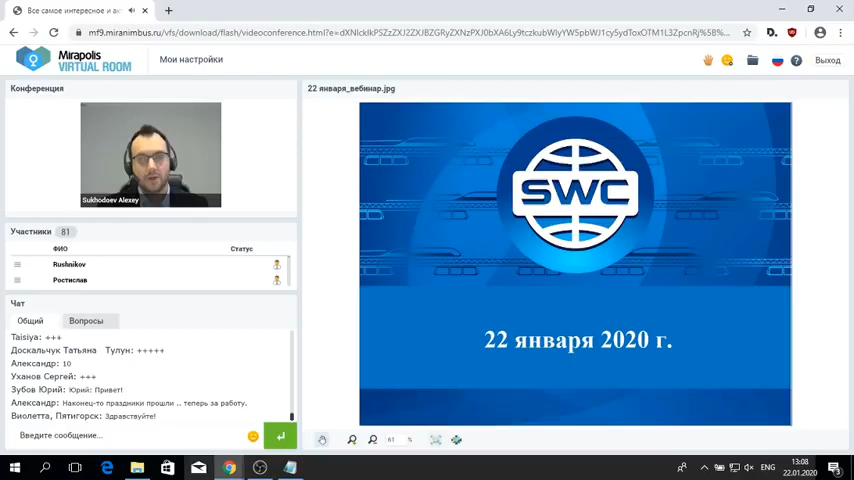 Все самое интересное и ак
mf9.miranimbus.ru/vfs/download/flash/videoconference.html?e=
Mirapolis
VIRTUAL ROOM
Мои настройки
Выход
Конференция
22 января_вебинар.jpg
Sukhodoev Alexey
SWC
22 января 2020 г.
Участники 81
ФИО Статус
Rushnikov
Ростислав
Чат
Общий Вопросы
Taisiya: +++
Доскальчук Татьяна Тулун: +++++
Александр: 10
Уханов Сергей: +++
Зубов Юрий: Юрий: Привет!
Александр: Наконец-то праздники прошли .. теперь за работу.
Виолетта, Пятигорск: Здравствуйте!
Введите сообщение...
61 %
ENG
13:08
22.01.2020
3